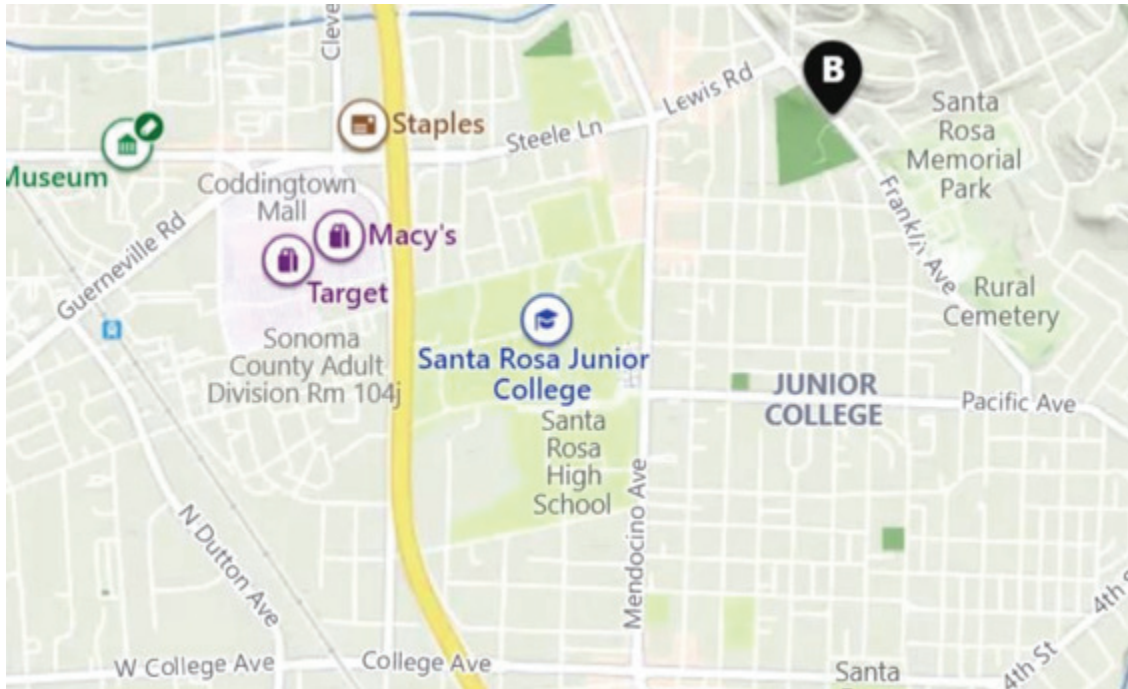 Cleve
B
Lewis Rd
Staples
Steele Ln
Santa
Rosa
Memorial
Park
Museum
Coddingtown
Mall
Macy's
Franklin Ave
Guerneville Rd
Target
Rural
Cemetery
Sonoma
County Adult
Division Rm 104j
Santa Rosa Junior
College
JUNIOR
COLLEGE
Pacific Ave
Santa
Rosa
High
School
Mendocino Ave
N Dutton Ave
4th S
W College Ave
College Ave
4th St
Santa